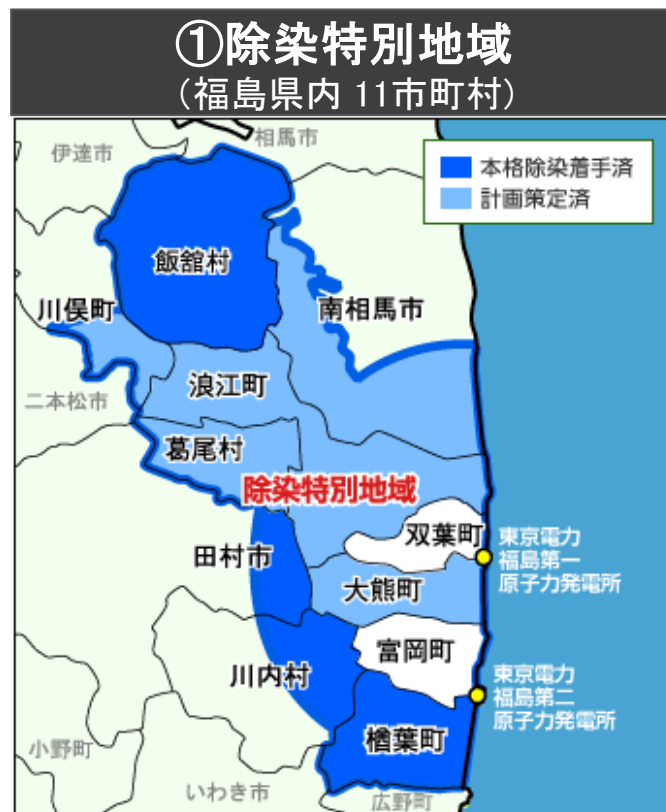 ①除染特別地域
(福島県内 11市町村)
相馬市
伊達市
本格除染着手済
計画策定済
飯舘村
川俣町
南相馬市
浪江町
二本松市
葛尾村
除染特別地域
双葉町
東京電力
福島第一
原子力発電所
田村市
大熊町
富岡町
川内村
東京電力
福島第二
原子力発電所
楢葉町
小野町
いわき市
広野町